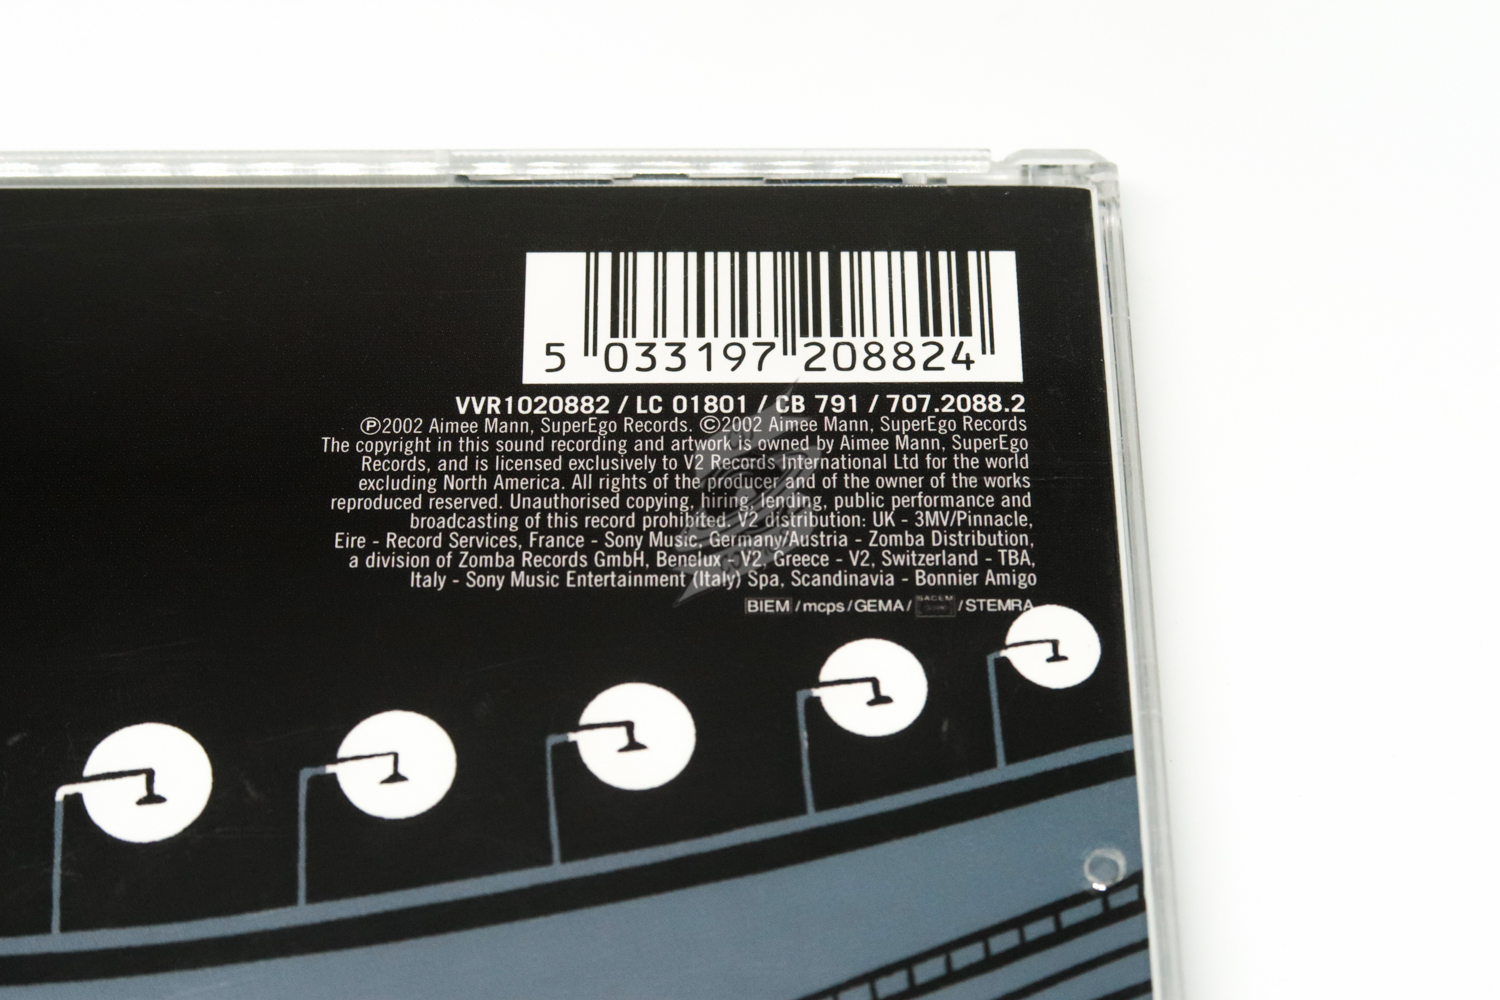 5 033197 208824
VVR1020882 / LC 01801 / CB 791 / 707.2088.2
℗2002 Aimee Mann, SuperEgo Records. ©2002 Aimee Mann, SuperEgo Records
The copyright in this sound recording and artwork is owned by Aimee Mann, SuperEgo
Records, and is licensed exclusively to V2 Records International Ltd for the world
excluding North America. All rights of the producer and of the owner of the works
reproduced reserved. Unauthorised copying, hiring, lending, public performance and
broadcasting of this record prohibited. V2 distribution: UK - 3MV/Pinnacle,
Eire - Record Services, France - Sony Music, Germany/Austria - Zomba Distribution,
a division of Zomba Records GmbH, Benelux - V2, Greece - V2, Switzerland - TBA,
Italy - Sony Music Entertainment (Italy) Spa, Scandinavia - Bonnier Amigo
BIEM / mcps / GEMA / SACEM / STEMRA